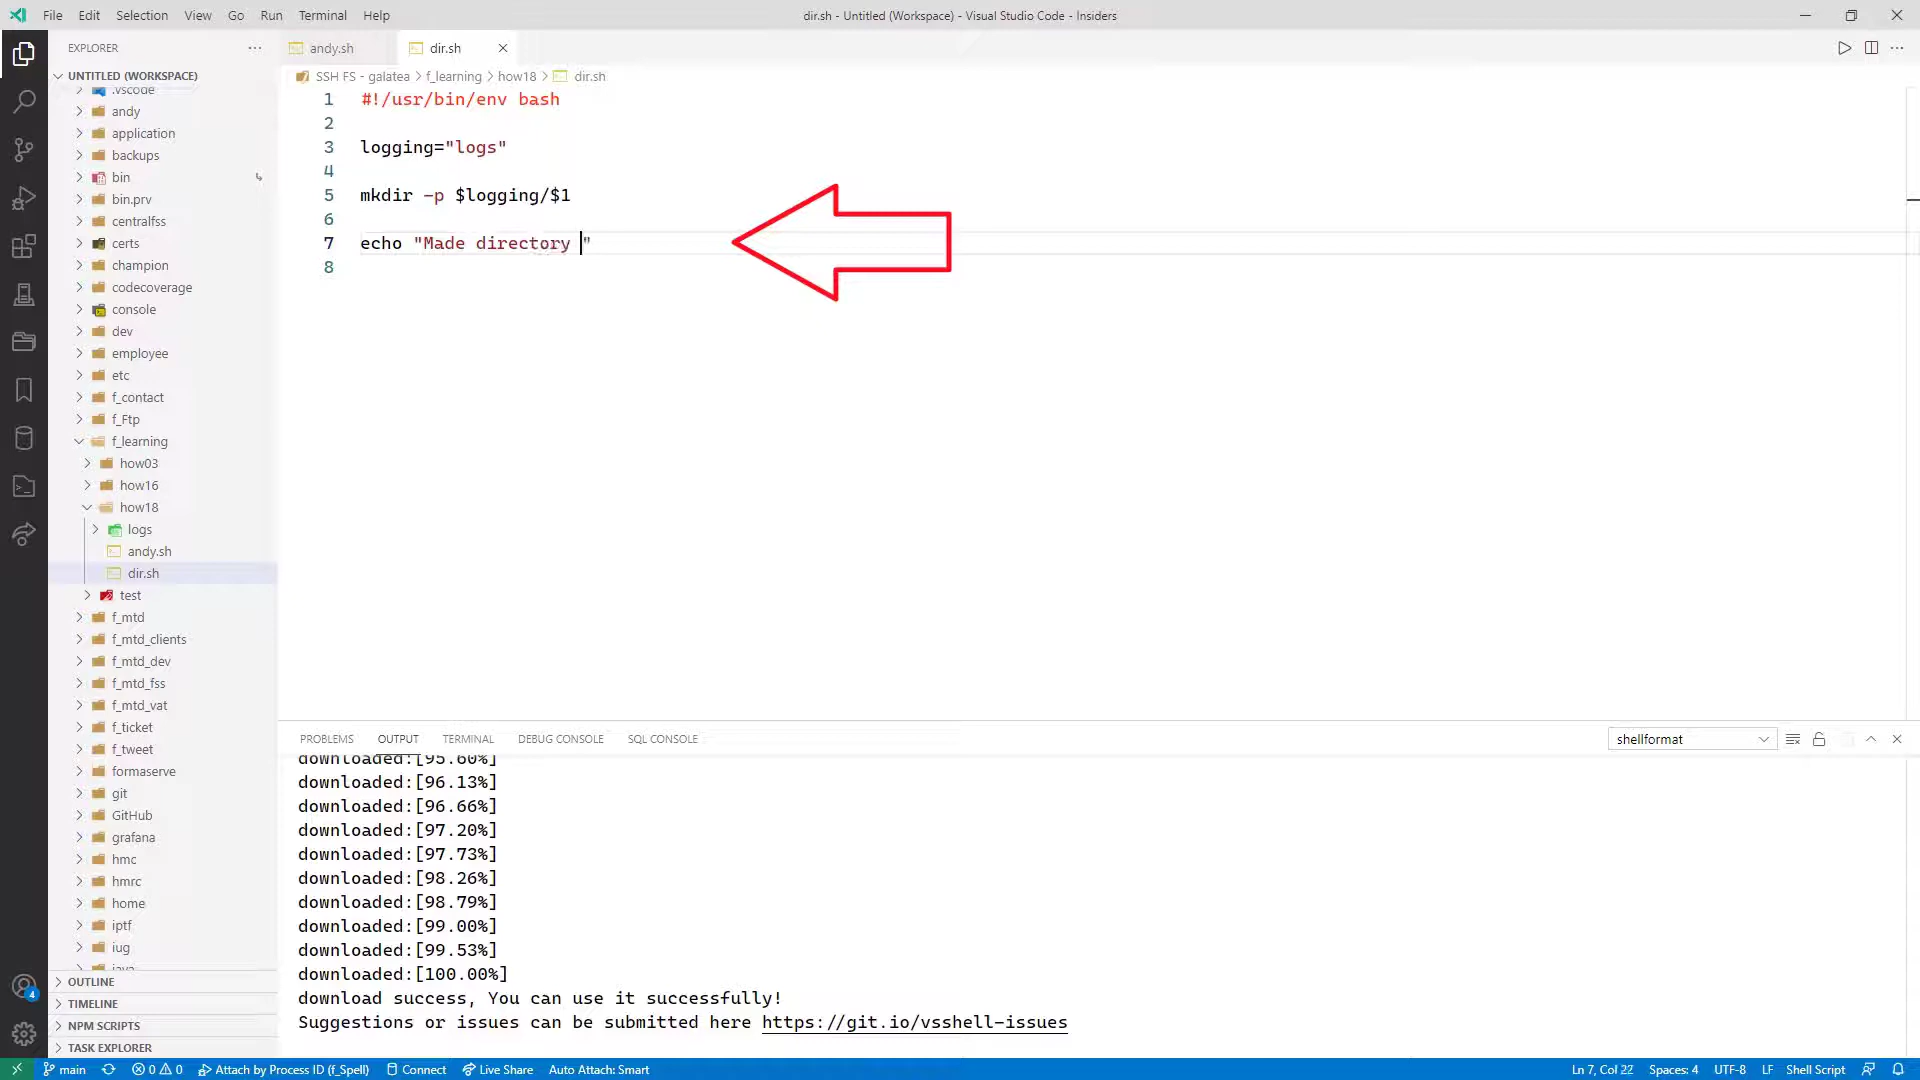 File Edit Selection View Go Run Terminal Help
dir.sh - Untitled (Workspace) - Visual Studio Code - Insiders
EXPLORER
andy.sh
dir.sh
UNTITLED (WORKSPACE)
SSH FS - galatea > f_learning > how18 > dir.sh
.vscode
andy
application
backups
bin
bin.prv
centralfss
certs
champion
codecoverage
console
dev
employee
etc
f_contact
f_Ftp
f_learning
how03
how16
how18
logs
andy.sh
dir.sh
test
f_mtd
f_mtd_clients
f_mtd_dev
f_mtd_fss
f_mtd_vat
f_ticket
f_tweet
formaserve
git
GitHub
grafana
hmc
hmrc
home
iptf
iug
java
OUTLINE
TIMELINE
NPM SCRIPTS
TASK EXPLORER
1 #!/usr/bin/env bash
2
3 logging="logs"
4
5 mkdir -p $logging/$1
6
7 echo "Made directory "
8
PROBLEMS OUTPUT TERMINAL DEBUG CONSOLE SQL CONSOLE
shellformat
downloaded:[95.60%]
downloaded:[96.13%]
downloaded:[96.66%]
downloaded:[97.20%]
downloaded:[97.73%]
downloaded:[98.26%]
downloaded:[98.79%]
downloaded:[99.00%]
downloaded:[99.53%]
downloaded:[100.00%]
download success, You can use it successfully!
Suggestions or issues can be submitted here https://git.io/vsshell-issues
4
main 0 0 Attach by Process ID (f_Spell) Connect Live Share Auto Attach: Smart
Ln 7, Col 22 Spaces: 4 UTF-8 LF Shell Script